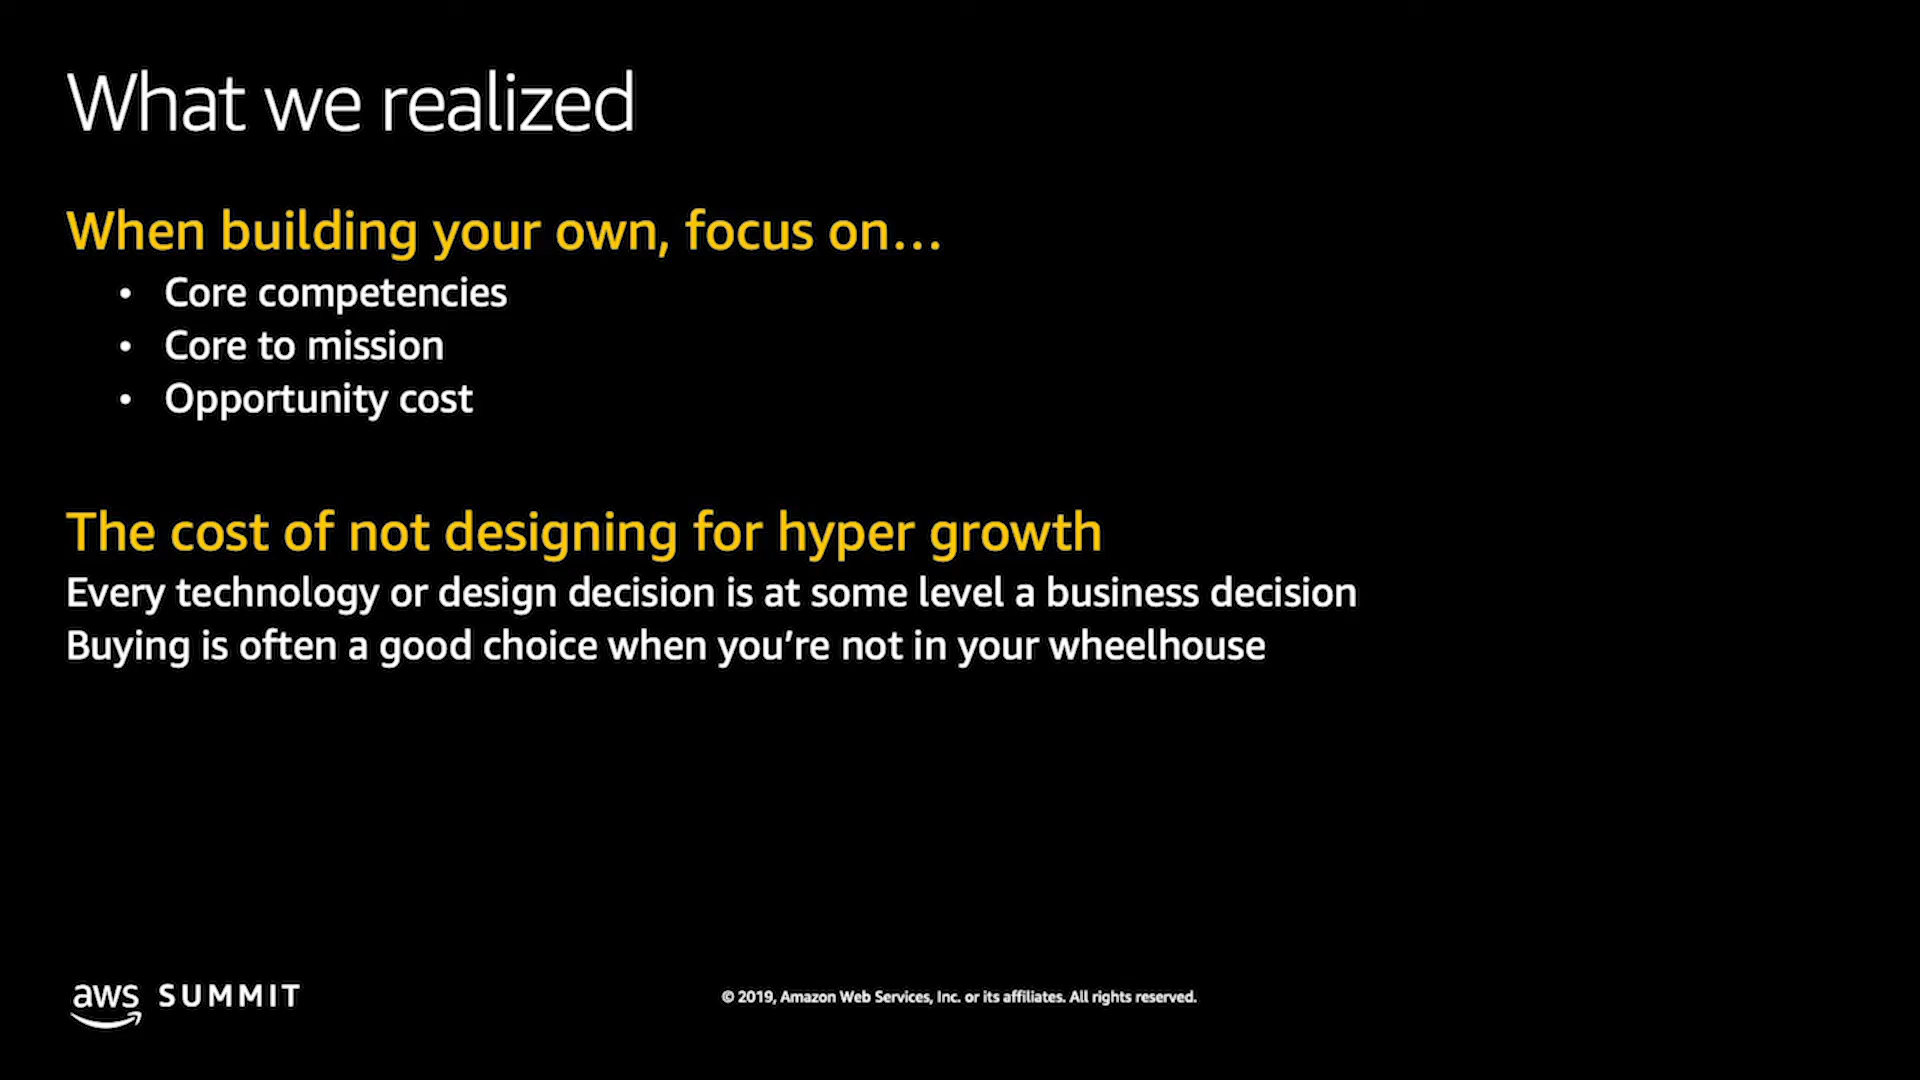 What we realized
When building your own, focus on...
• Core competencies
• Core to mission
• Opportunity cost
The cost of not designing for hyper growth
Every technology or design decision is at some level a business decision
Buying is often a good choice when you’re not in your wheelhouse
aws SUMMIT
© 2019, Amazon Web Services, Inc. or its affiliates. All rights reserved.